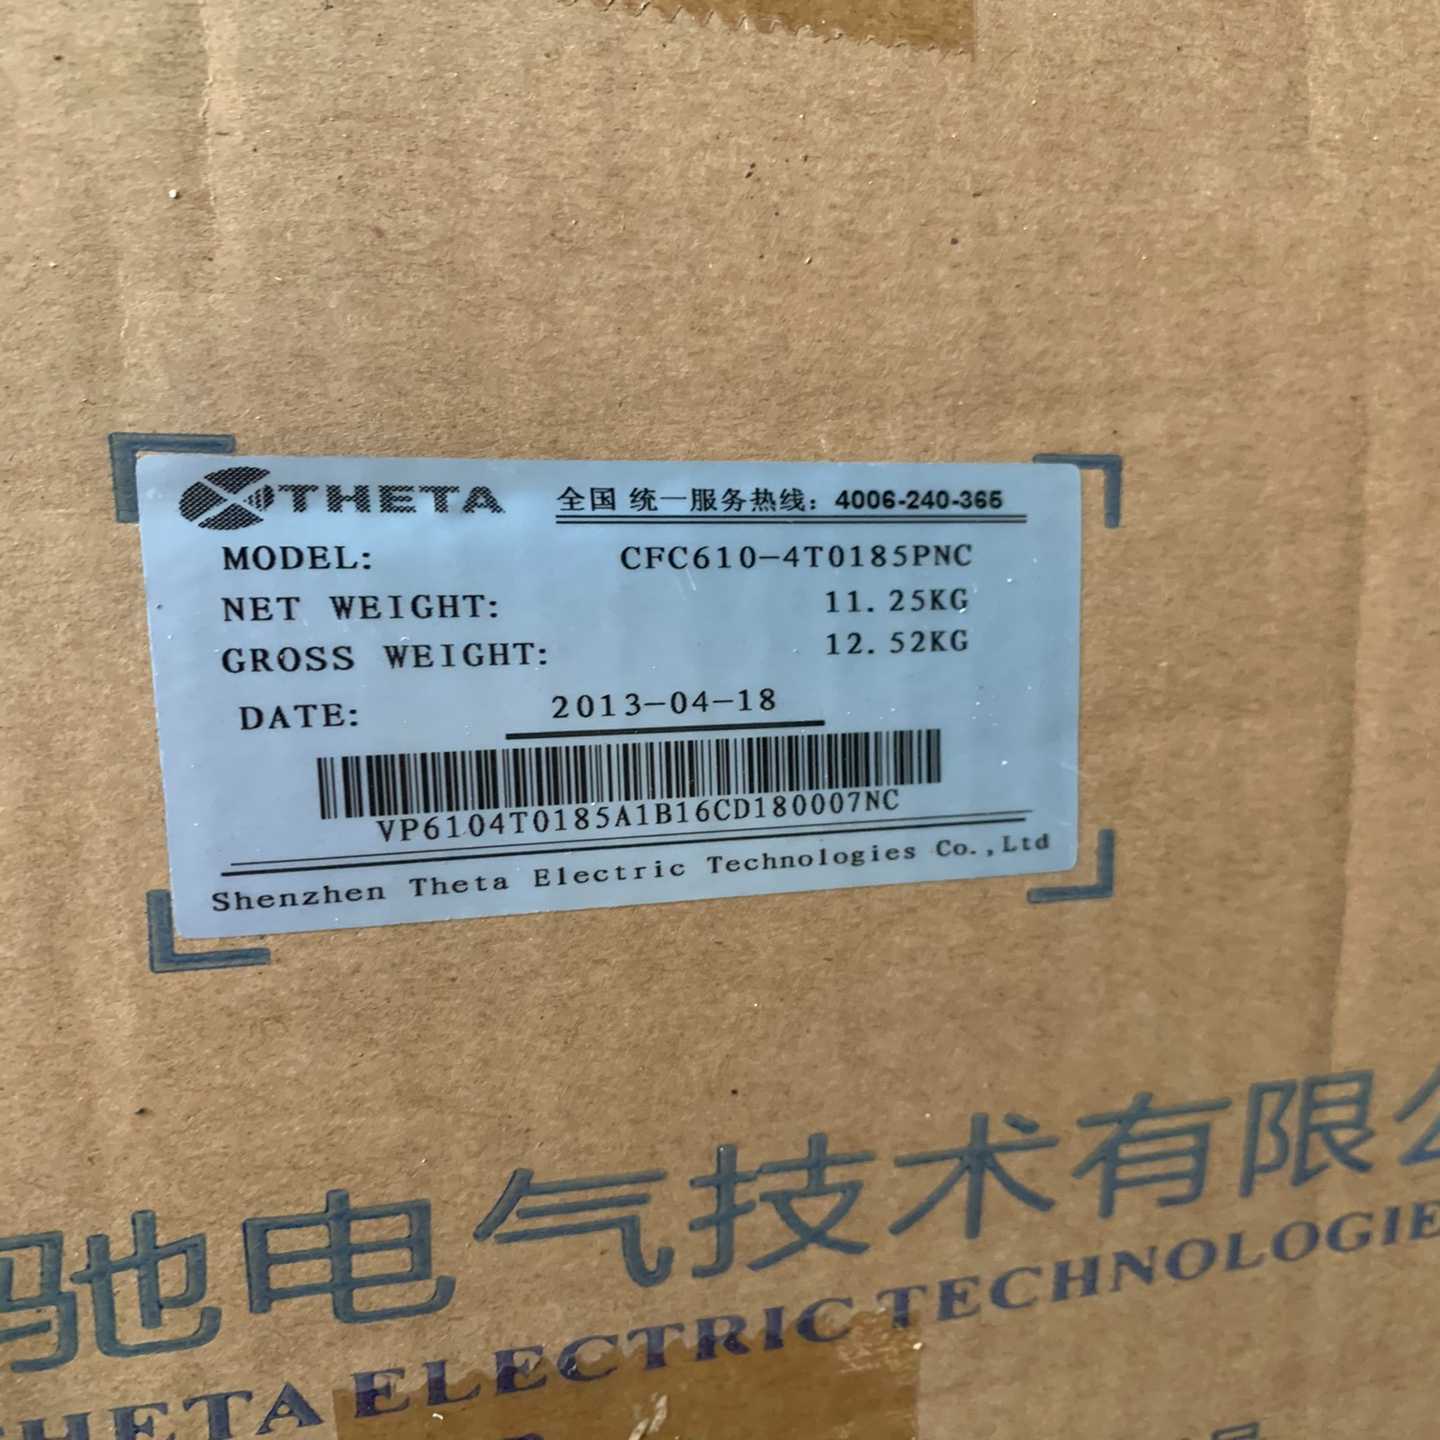 THETA 全国 统一服务热线：4006-240-365
MODEL: CFC610-4T0185PNC
NET WEIGHT: 11.25KG
GROSS WEIGHT: 12.52KG
DATE: 2013-04-18
VP6104T0185A1B16CD180007NC
Shenzhen Theta Electric Technologies Co.,Ltd
驰电气技术有限公
THETA ELECTRIC TECHNOLOGIE